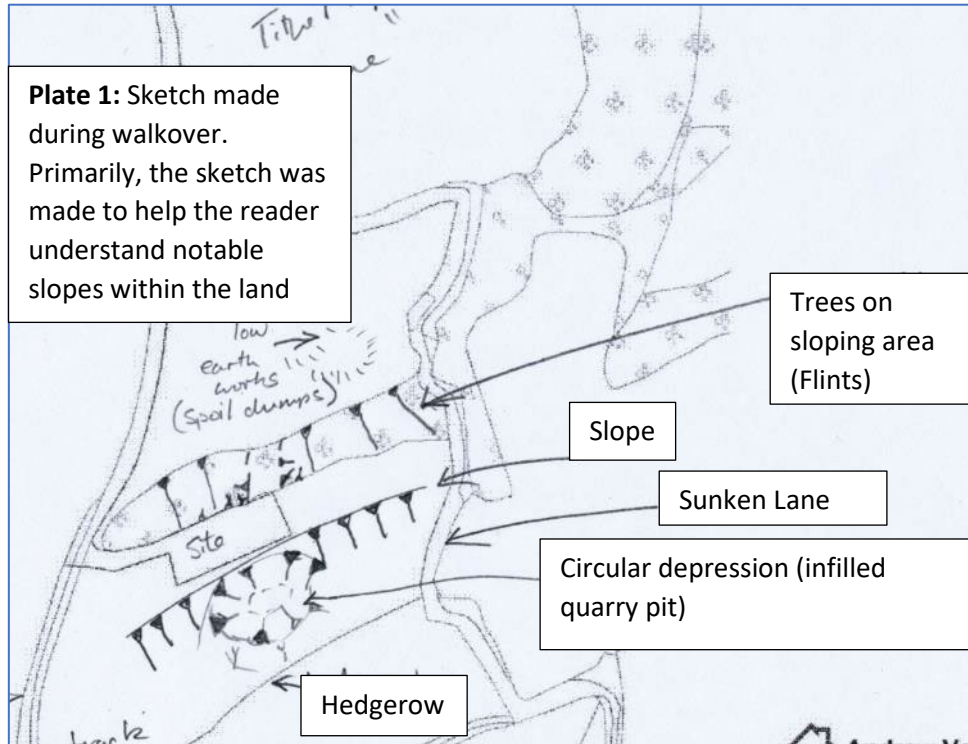 Plate 1: Sketch made
during walkover.
Primarily, the sketch was
made to help the reader
understand notable
slopes within the land
low
earth
works
(spoil dumps)
Trees on
sloping area
(Flints)
Slope
Sunken Lane
Site
Circular depression (infilled
quarry pit)
Hedgerow